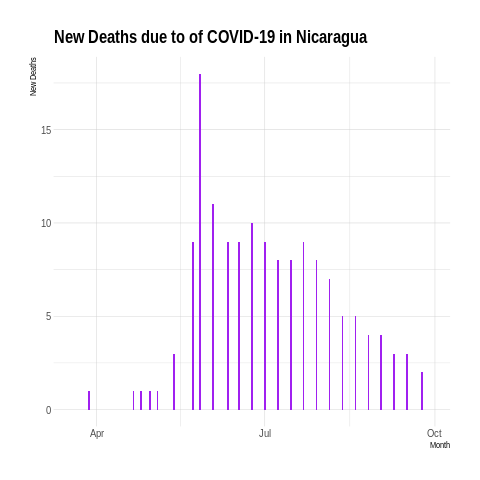 New Deaths due to of COVID-19 in Nicaragua
New Deaths
15
10
5
0
Apr Jul Oct
Month